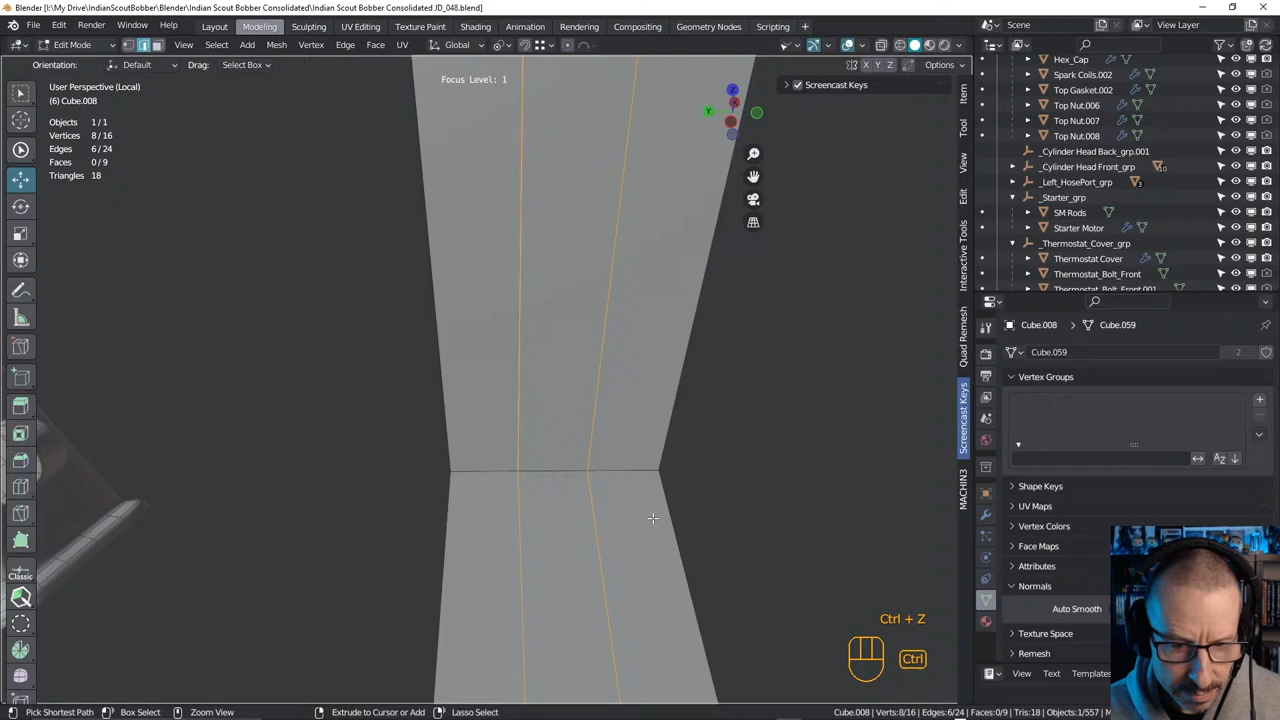 Blender [I:\My Drive\IndianScoutBobber\Blender\Indian Scout Bobber Consolidated\Indian Scout Bobber Consolidated JD_048.blend]
File Edit Render Window Help Layout Modeling Sculpting UV Editing Texture Paint Shading Animation Rendering Compositing Geometry Nodes Scripting Scene View Layer
Edit Mode View Select Add Mesh Vertex Edge Face UV Global
Orientation: Default Drag: Select Box X Y Z Options
User Perspective (Local)
(6) Cube.008
Objects 1/1
Vertices 8/16
Edges 6/24
Faces 0/9
Triangles 18
Focus Level: 1
Screencast Keys
Z
Y
X
Item
Tool
View
Edit
Interactive Tools
Quad Remesh
Screencast Keys
MACHIN3
Classic
Ctrl + Z
Ctrl
Hex_Cap
Spark Coils.002
Top Gasket.002
Top Nut.006
Top Nut.007
Top Nut.008
_Cylinder Head Back_grp.001
_Cylinder Head Front_grp 10
_Left_HosePort_grp 3
_Starter_grp
SM Rods
Starter Motor
_Thermostat_Cover_grp
Thermostat Cover
Thermostat_Bolt_Front
Thermostat_Bolt_Front.001
Cube.008 Cube.059
Cube.059 2
Vertex Groups
Shape Keys
UV Maps
Vertex Colors
Face Maps
Attributes
Normals
Auto Smooth
Texture Space
Remesh
View Text Templates
Pick Shortest Path Box Select Zoom View Extrude to Cursor or Add Lasso Select Cube.008 | Verts:8/16 | Edges:6/24 | Faces:0/9 | Tris:18 | Objects:1/557